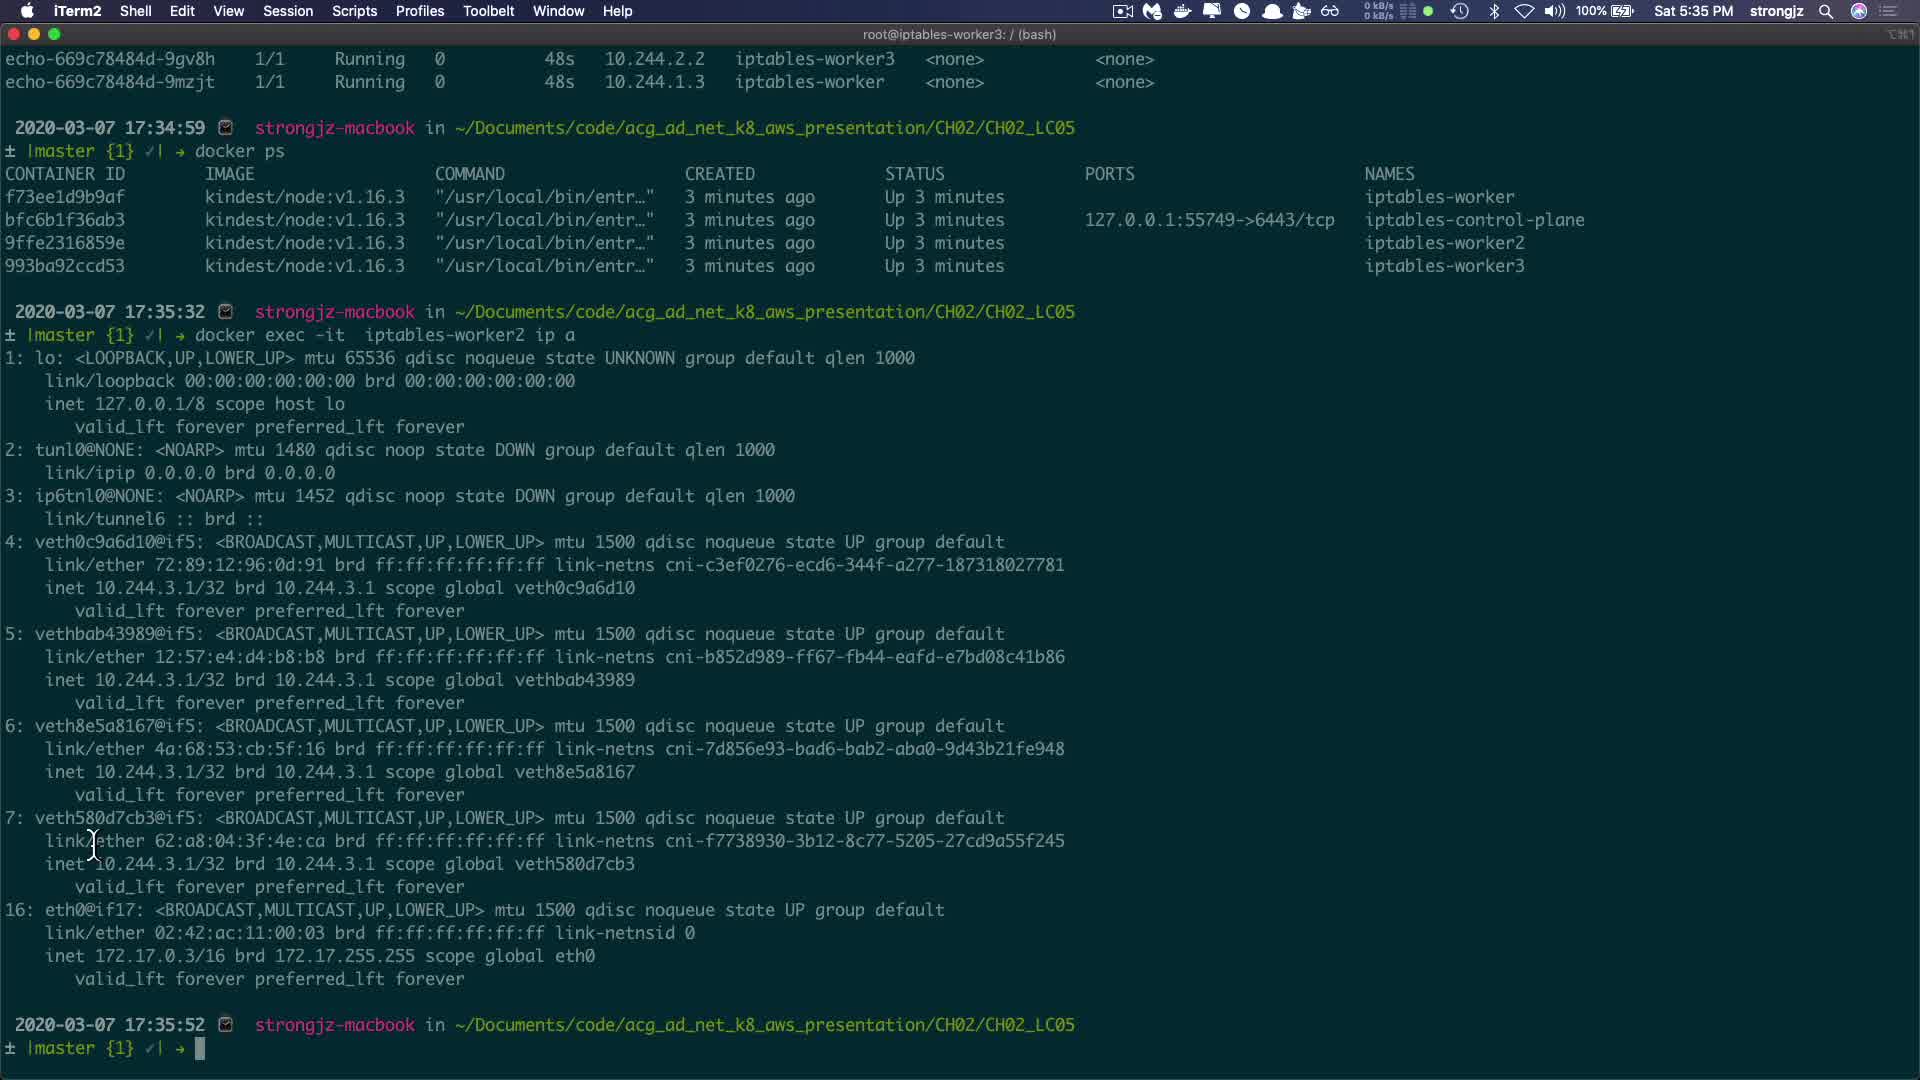 iTerm2 Shell Edit View Session Scripts Profiles Toolbelt Window Help 0 kB/s 0 kB/s 100% Sat 5:35 PM strongjz
root@iptables-worker3: / (bash) ⌥⌘1
echo-669c78484d-9gv8h 1/1 Running 0 48s 10.244.2.2 iptables-worker3 <none> <none>
echo-669c78484d-9mzjt 1/1 Running 0 48s 10.244.1.3 iptables-worker <none> <none>
2020-03-07 17:34:59 strongjz-macbook in ~/Documents/code/acg_ad_net_k8_aws_presentation/CH02/CH02_LC05
± |master {1} ✓| → docker ps
CONTAINER ID IMAGE COMMAND CREATED STATUS PORTS NAMES
f73ee1d9b9af kindest/node:v1.16.3 "/usr/local/bin/entr…" 3 minutes ago Up 3 minutes iptables-worker
bfc6b1f36ab3 kindest/node:v1.16.3 "/usr/local/bin/entr…" 3 minutes ago Up 3 minutes 127.0.0.1:55749->6443/tcp iptables-control-plane
9ffe2316859e kindest/node:v1.16.3 "/usr/local/bin/entr…" 3 minutes ago Up 3 minutes iptables-worker2
993ba92ccd53 kindest/node:v1.16.3 "/usr/local/bin/entr…" 3 minutes ago Up 3 minutes iptables-worker3
2020-03-07 17:35:32 strongjz-macbook in ~/Documents/code/acg_ad_net_k8_aws_presentation/CH02/CH02_LC05
± |master {1} ✓| → docker exec -it iptables-worker2 ip a
1: lo: <LOOPBACK,UP,LOWER_UP> mtu 65536 qdisc noqueue state UNKNOWN group default qlen 1000
link/loopback 00:00:00:00:00:00 brd 00:00:00:00:00:00
inet 127.0.0.1/8 scope host lo
valid_lft forever preferred_lft forever
2: tunl0@NONE: <NOARP> mtu 1480 qdisc noop state DOWN group default qlen 1000
link/ipip 0.0.0.0 brd 0.0.0.0
3: ip6tnl0@NONE: <NOARP> mtu 1452 qdisc noop state DOWN group default qlen 1000
link/tunnel6 :: brd ::
4: veth0c9a6d10@if5: <BROADCAST,MULTICAST,UP,LOWER_UP> mtu 1500 qdisc noqueue state UP group default
link/ether 72:89:12:96:0d:91 brd ff:ff:ff:ff:ff:ff link-netns cni-c3ef0276-ecd6-344f-a277-187318027781
inet 10.244.3.1/32 brd 10.244.3.1 scope global veth0c9a6d10
valid_lft forever preferred_lft forever
5: vethbab43989@if5: <BROADCAST,MULTICAST,UP,LOWER_UP> mtu 1500 qdisc noqueue state UP group default
link/ether 12:57:e4:d4:b8:b8 brd ff:ff:ff:ff:ff:ff link-netns cni-b852d989-ff67-fb44-eafd-e7bd08c41b86
inet 10.244.3.1/32 brd 10.244.3.1 scope global vethbab43989
valid_lft forever preferred_lft forever
6: veth8e5a8167@if5: <BROADCAST,MULTICAST,UP,LOWER_UP> mtu 1500 qdisc noqueue state UP group default
link/ether 4a:68:53:cb:5f:16 brd ff:ff:ff:ff:ff:ff link-netns cni-7d856e93-bad6-bab2-aba0-9d43b21fe948
inet 10.244.3.1/32 brd 10.244.3.1 scope global veth8e5a8167
valid_lft forever preferred_lft forever
7: veth580d7cb3@if5: <BROADCAST,MULTICAST,UP,LOWER_UP> mtu 1500 qdisc noqueue state UP group default
link/ether 62:a8:04:3f:4e:ca brd ff:ff:ff:ff:ff:ff link-netns cni-f7738930-3b12-8c77-5205-27cd9a55f245
inet 10.244.3.1/32 brd 10.244.3.1 scope global veth580d7cb3
valid_lft forever preferred_lft forever
16: eth0@if17: <BROADCAST,MULTICAST,UP,LOWER_UP> mtu 1500 qdisc noqueue state UP group default
link/ether 02:42:ac:11:00:03 brd ff:ff:ff:ff:ff:ff link-netnsid 0
inet 172.17.0.3/16 brd 172.17.255.255 scope global eth0
valid_lft forever preferred_lft forever
2020-03-07 17:35:52 strongjz-macbook in ~/Documents/code/acg_ad_net_k8_aws_presentation/CH02/CH02_LC05
± |master {1} ✓| →